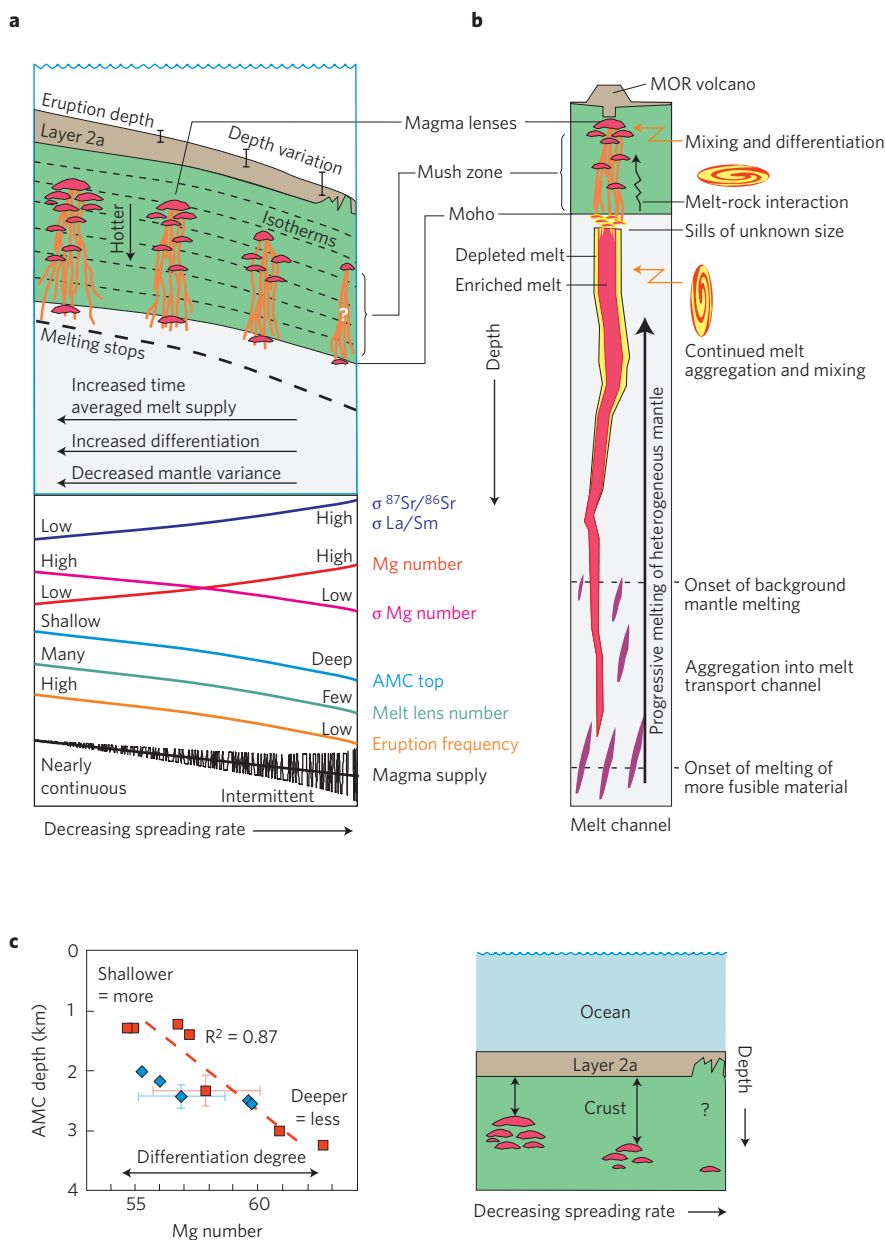 a
Eruption depth
Layer 2a
Depth variation
Hotter
Isotherms
?
Melting stops
Increased time
averaged melt supply
Increased differentiation
Decreased mantle variance
Magma lenses
Mush zone
Moho
Depth
Low
High
σ ⁸⁷Sr/⁸⁶Sr
σ La/Sm
High
High
Mg number
Low
Low
σ Mg number
Shallow
Deep
AMC top
Many
Few
Melt lens number
High
Low
Eruption frequency
Nearly
continuous
Intermittent
Magma supply
Decreasing spreading rate
b
MOR volcano
Mixing and differentiation
Melt-rock interaction
Sills of unknown size
Depleted melt
Enriched melt
Continued melt
aggregation and mixing
Progressive melting of heterogeneous mantle
Onset of background
mantle melting
Aggregation into melt
transport channel
Onset of melting of
more fusible material
Melt channel
c
0
1
2
3
4
AMC depth (km)
Shallower
= more
R² = 0.87
Deeper
= less
Differentiation degree
55
60
Mg number
Ocean
Layer 2a
Crust
?
Depth
Decreasing spreading rate